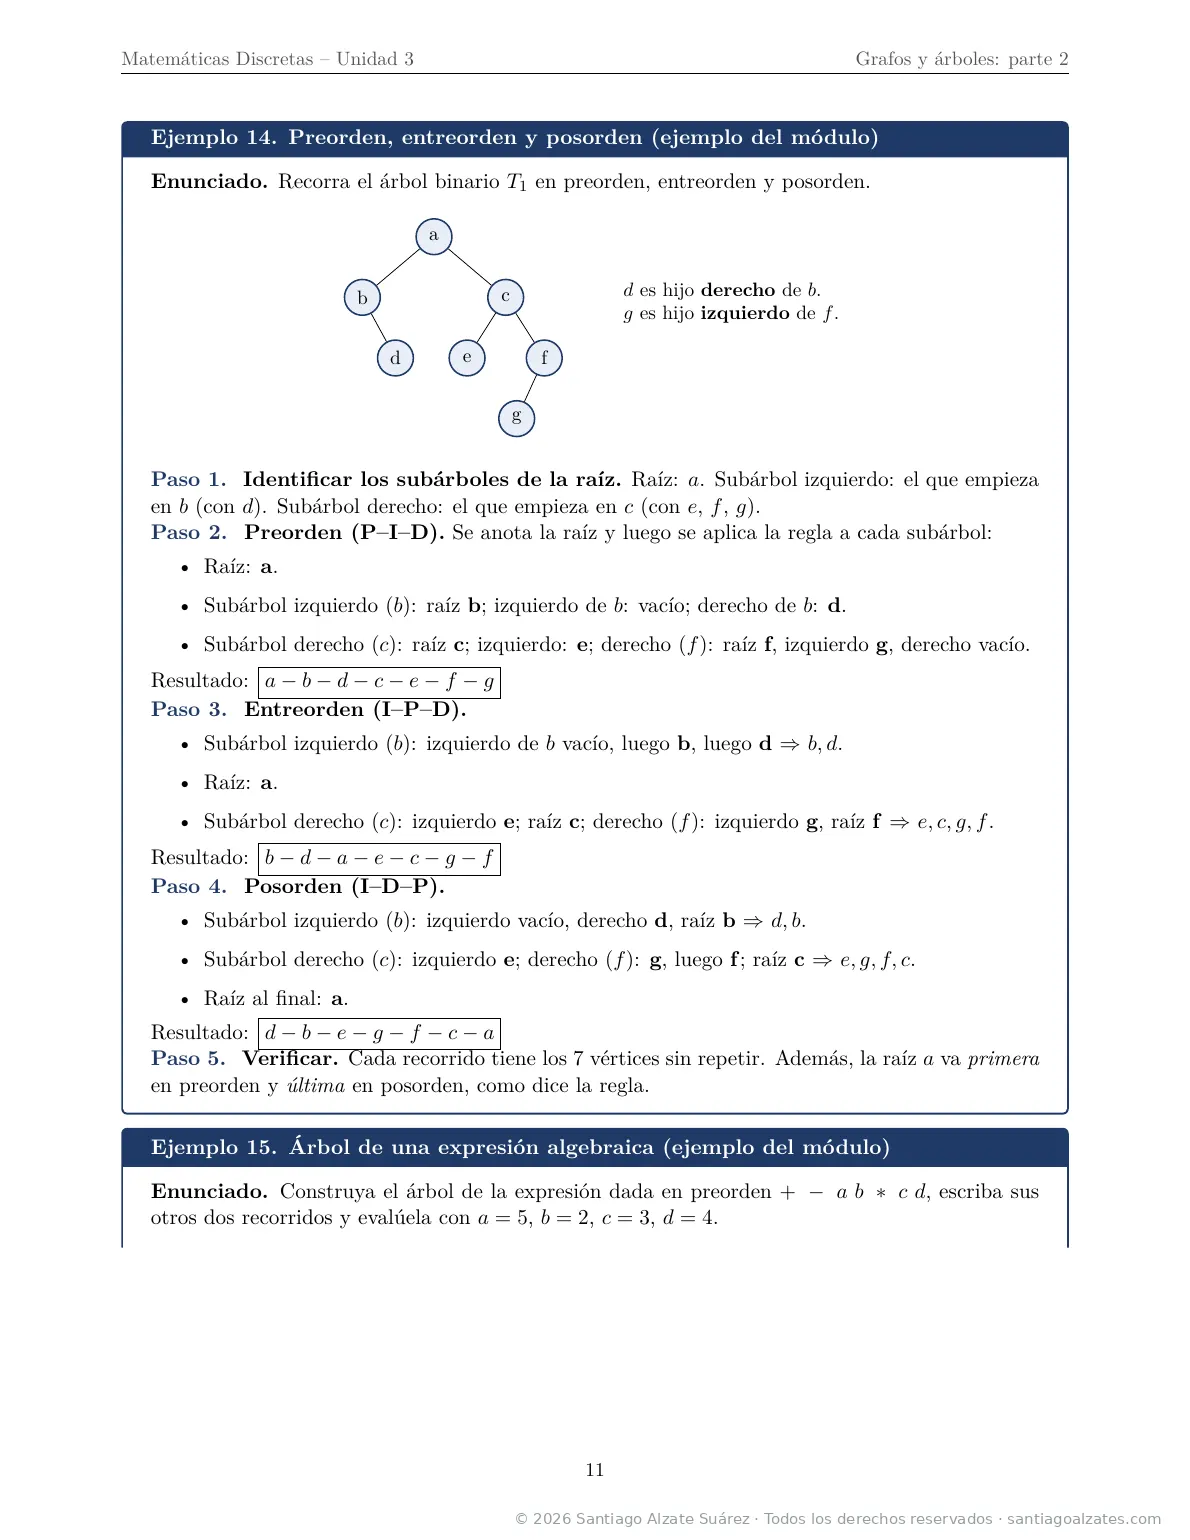 Matemáticas Discretas – Unidad 3
Grafos y árboles: parte 2
Ejemplo 14. Preorden, entreorden y posorden (ejemplo del módulo)
Enunciado. Recorra el árbol binario T₁ en preorden, entreorden y posorden.
a
b
c
d es hijo derecho de b.
g es hijo izquierdo de f.
d
e
f
g
Paso 1. Identificar los subárboles de la raíz. Raíz: a. Subárbol izquierdo: el que empieza
en b (con d). Subárbol derecho: el que empieza en c (con e, f, g).
Paso 2. Preorden (P–I–D). Se anota la raíz y luego se aplica la regla a cada subárbol:
• Raíz: a.
• Subárbol izquierdo (b): raíz b; izquierdo de b: vacío; derecho de b: d.
• Subárbol derecho (c): raíz c; izquierdo: e; derecho (f): raíz f, izquierdo g, derecho vacío.
Resultado: a − b − d − c − e − f − g
Paso 3. Entreorden (I–P–D).
• Subárbol izquierdo (b): izquierdo de b vacío, luego b, luego d ⇒ b, d.
• Raíz: a.
• Subárbol derecho (c): izquierdo e; raíz c; derecho (f): izquierdo g, raíz f ⇒ e, c, g, f.
Resultado: b − d − a − e − c − g − f
Paso 4. Posorden (I–D–P).
• Subárbol izquierdo (b): izquierdo vacío, derecho d, raíz b ⇒ d, b.
• Subárbol derecho (c): izquierdo e; derecho (f): g, luego f; raíz c ⇒ e, g, f, c.
• Raíz al final: a.
Resultado: d − b − e − g − f − c − a
Paso 5. Verificar. Cada recorrido tiene los 7 vértices sin repetir. Además, la raíz a va primera
en preorden y última en posorden, como dice la regla.
Ejemplo 15. Árbol de una expresión algebraica (ejemplo del módulo)
Enunciado. Construya el árbol de la expresión dada en preorden + − a b ∗ c d, escriba sus
otros dos recorridos y evalúela con a = 5, b = 2, c = 3, d = 4.
11
© 2026 Santiago Alzate Suárez · Todos los derechos reservados · santiagoalzates.com